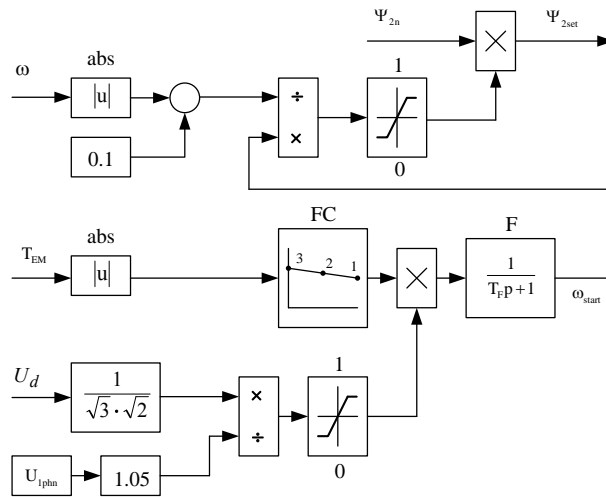 Ψ2n
Ψ2set
abs
1
ω
|u|
÷
×
0.1
0
abs
FC
F
TEM
|u|
3
2
1
1
TFp+1
ωstart
1
Ud
1
√3·√2
×
÷
U1phn
1.05
0